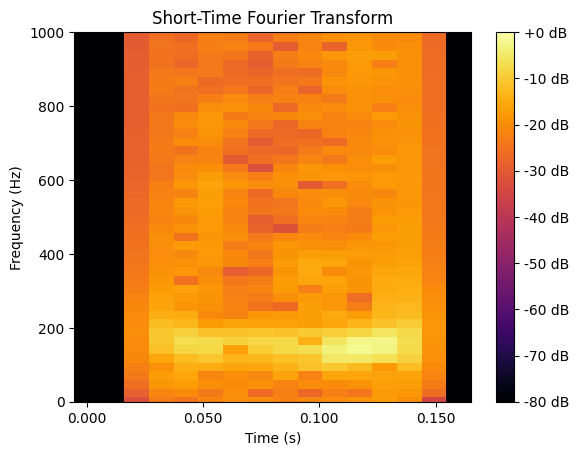 Short-Time Fourier Transform
Frequency (Hz)
1000
800
600
400
200
0
0.000
0.050
0.100
0.150
Time (s)
+0 dB
-10 dB
-20 dB
-30 dB
-40 dB
-50 dB
-60 dB
-70 dB
-80 dB